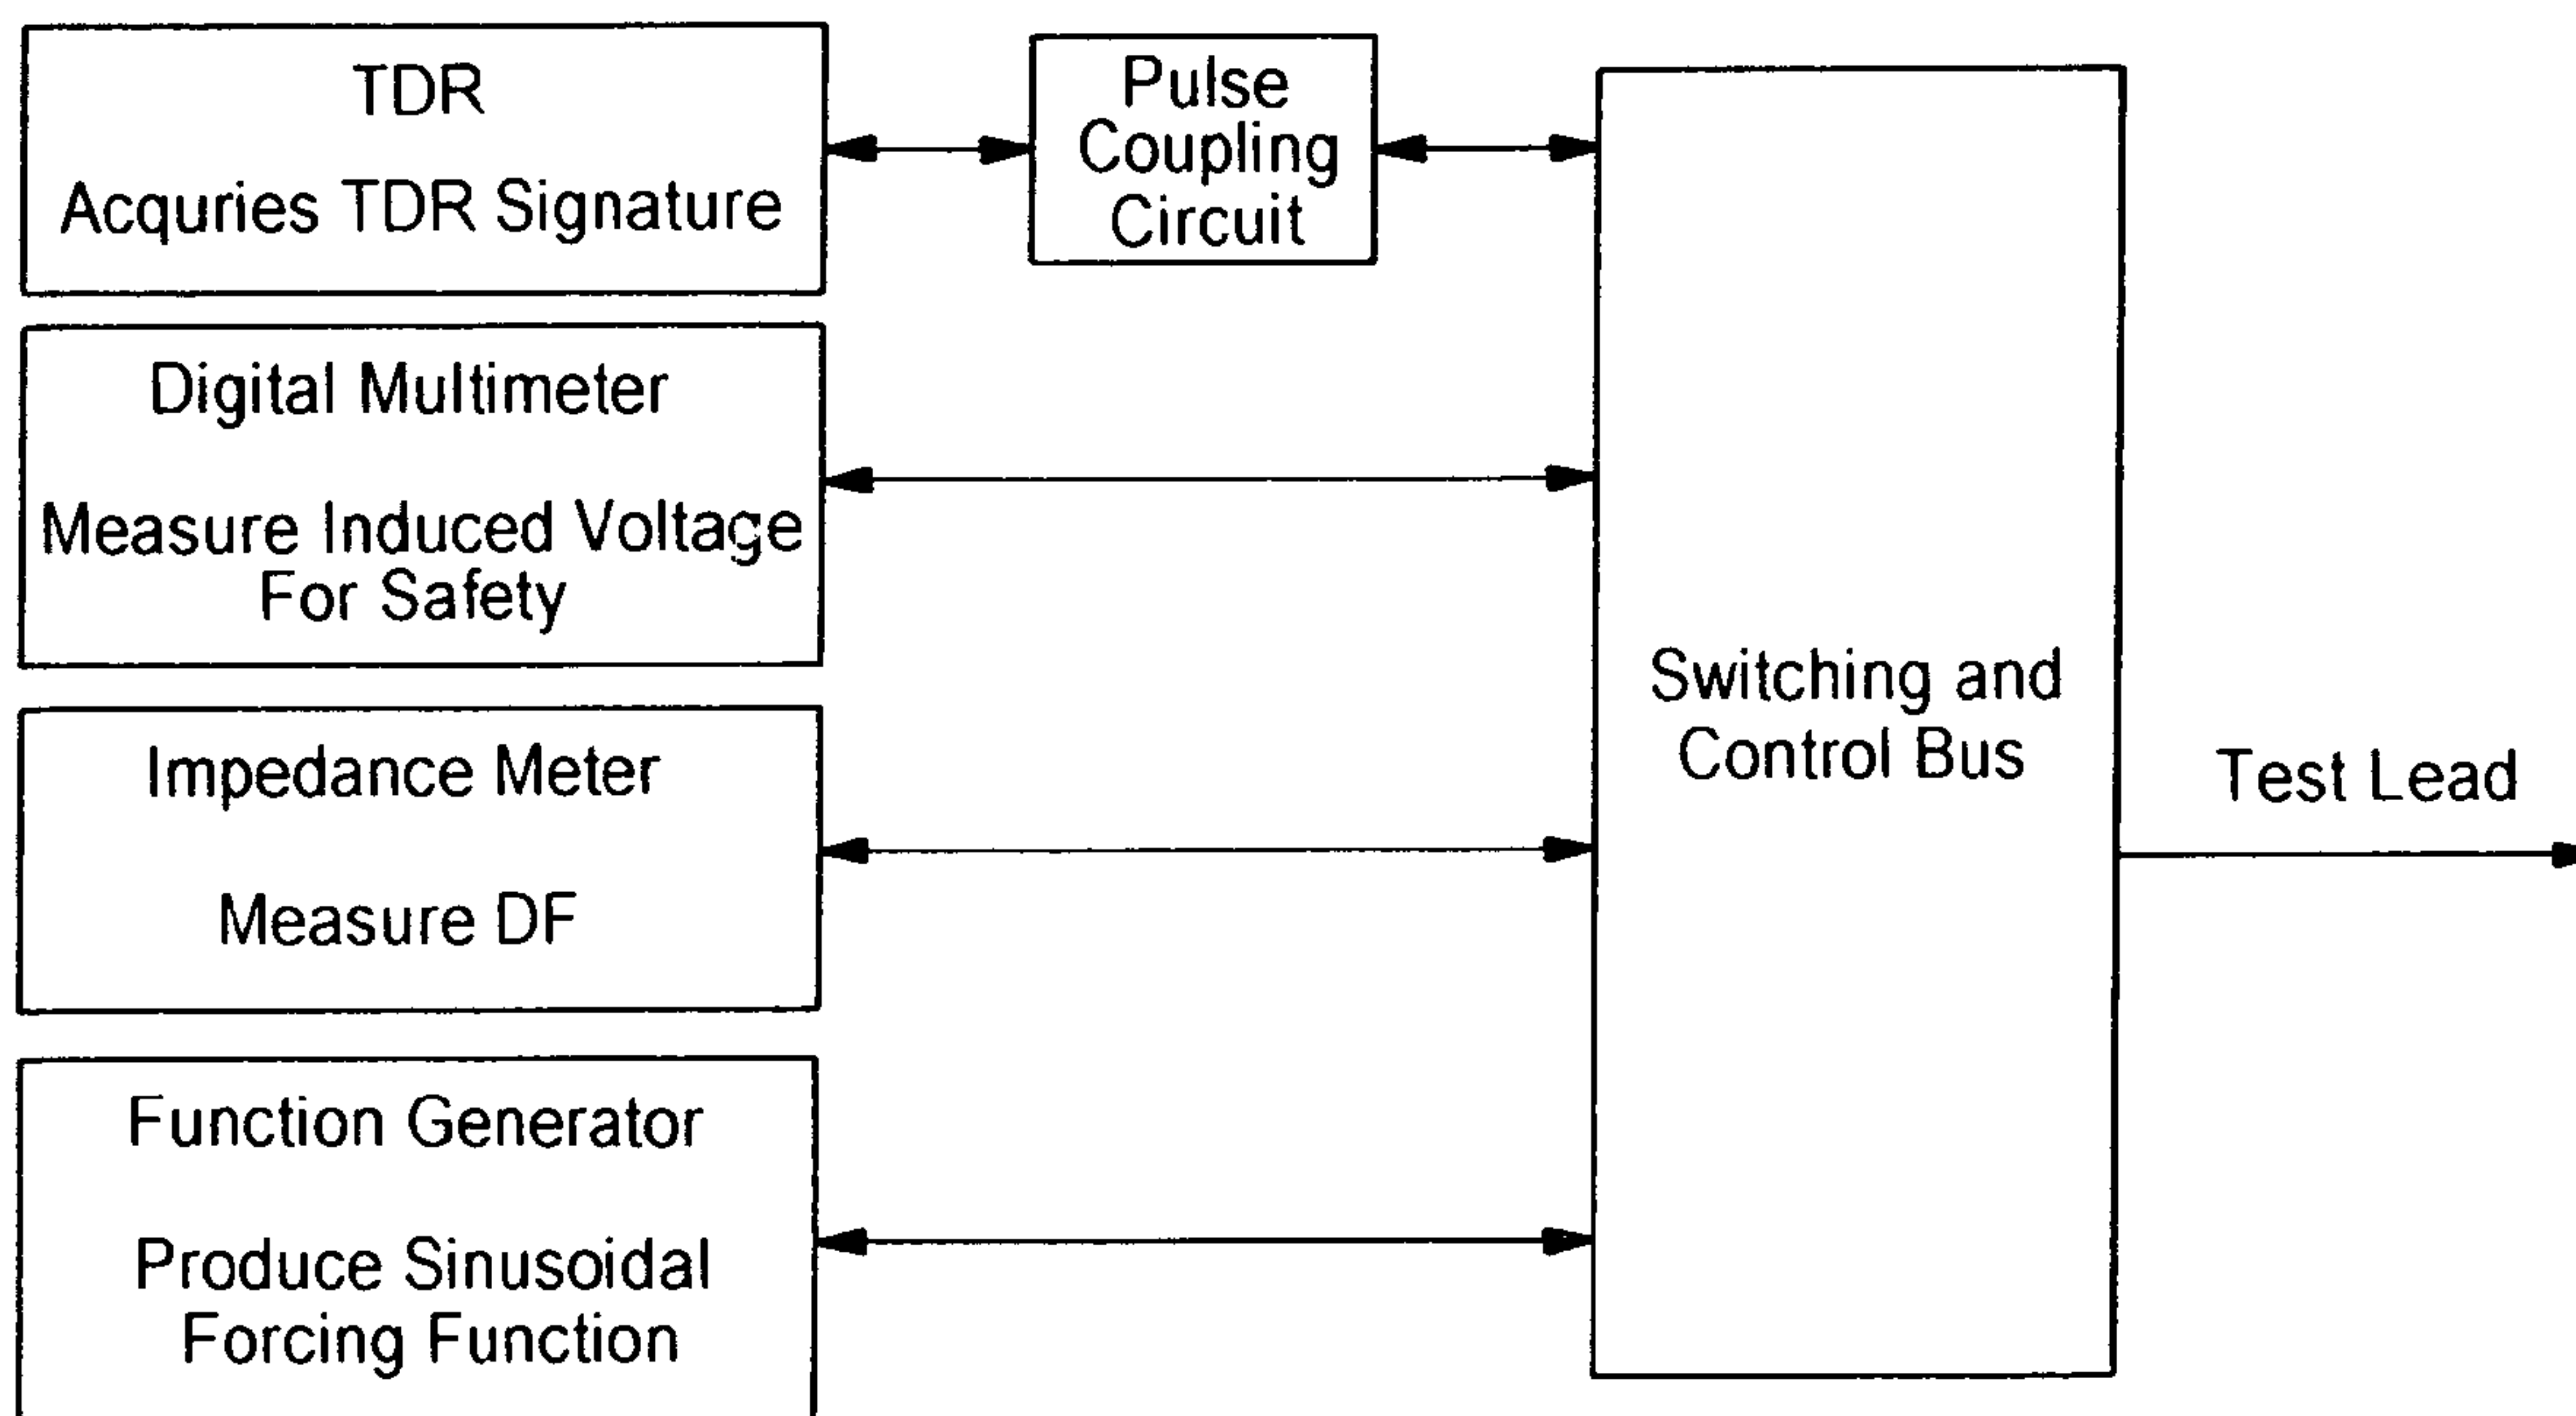 TDR
Acquries TDR Signature
Pulse
Coupling
Circuit
Digital Multimeter
Measure Induced Voltage
For Safety
Impedance Meter
Measure DF
Function Generator
Produce Sinusoidal
Forcing Function
Switching and
Control Bus
Test Lead